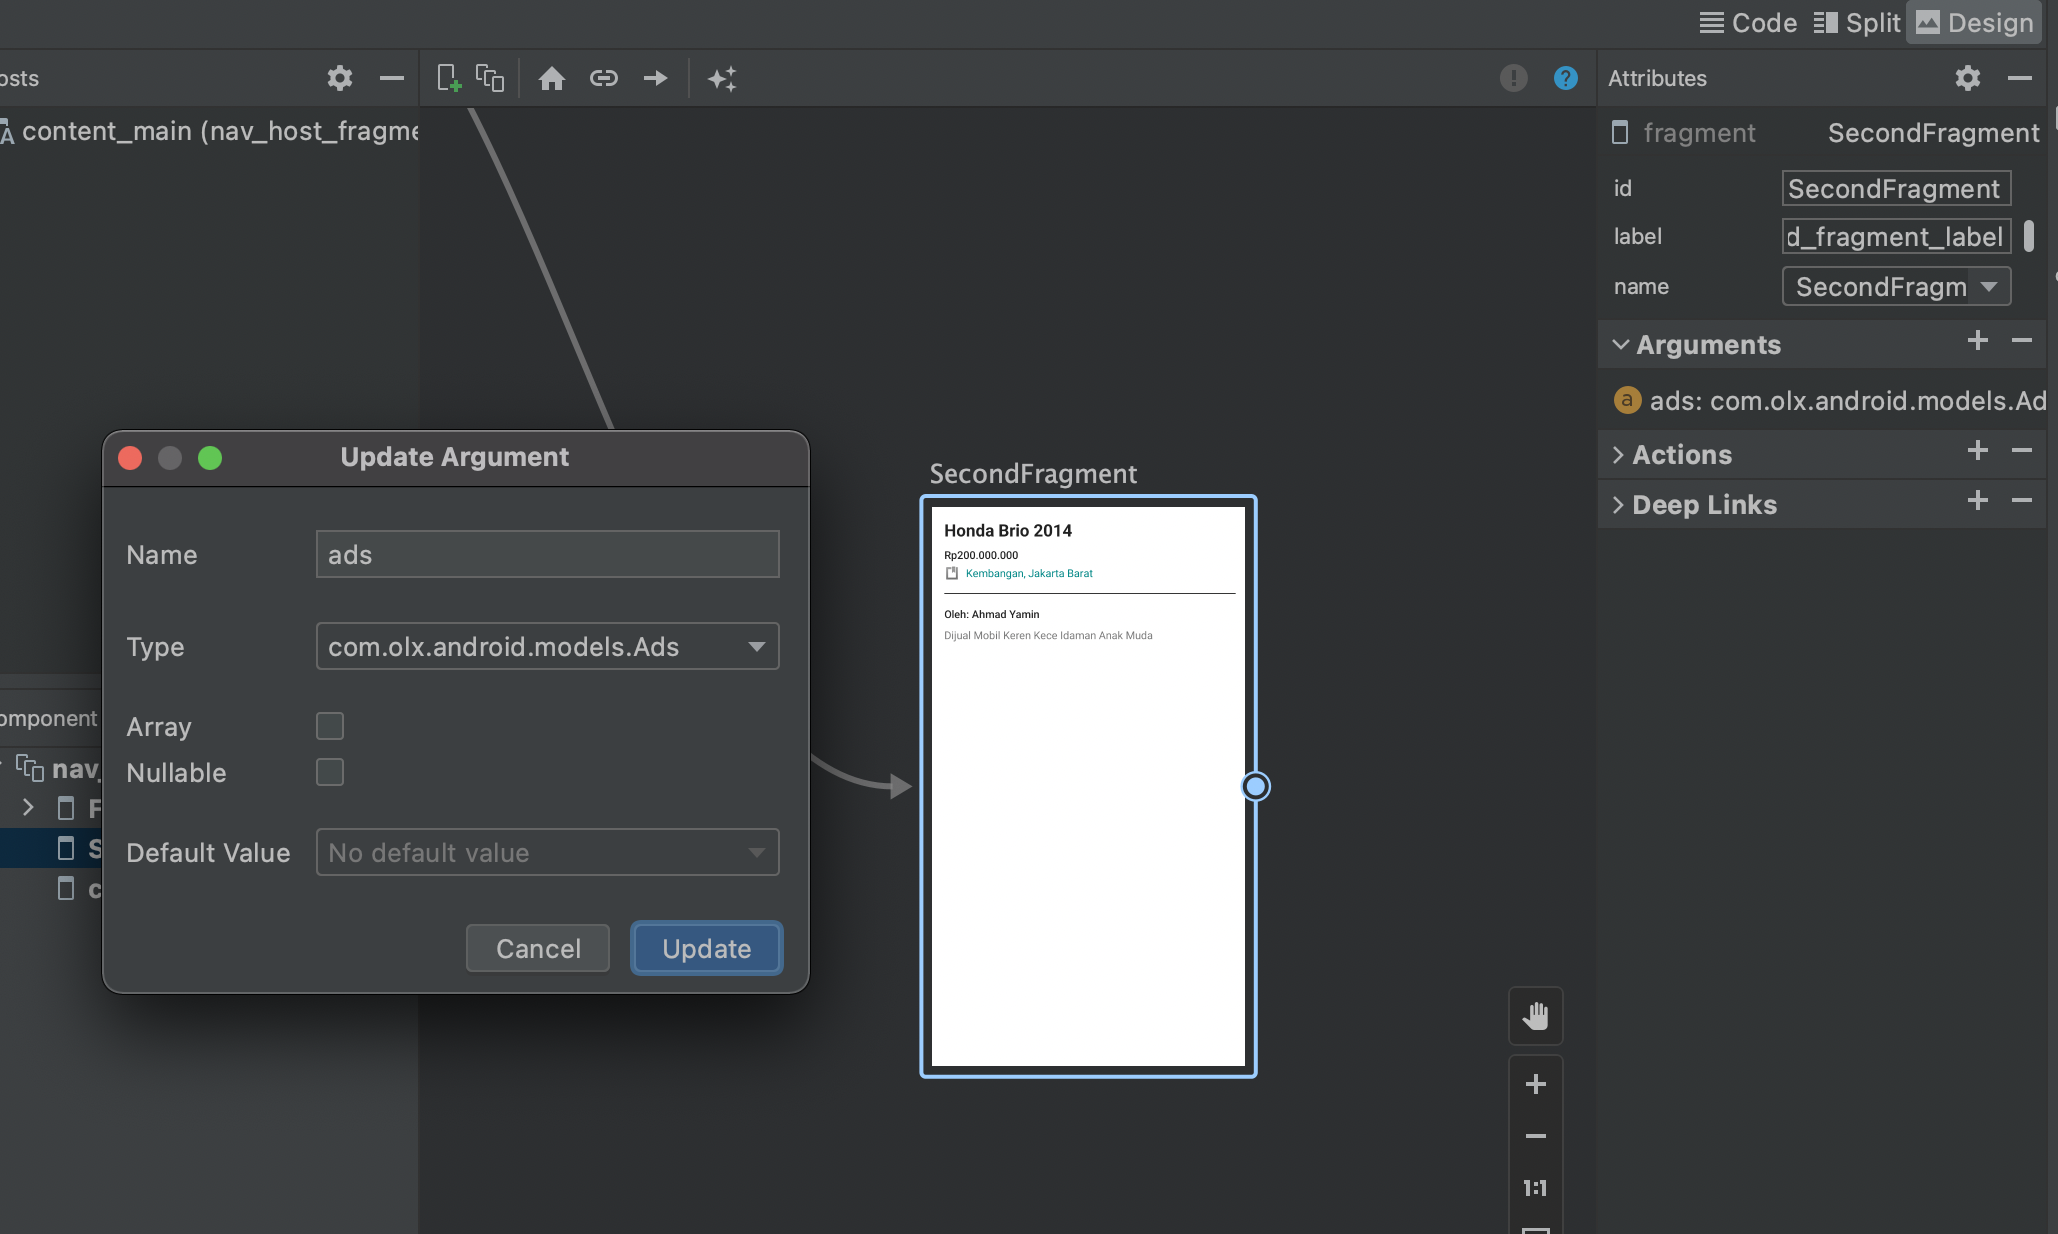 Code Split Design
osts
Attributes
content_main (nav_host_fragme
fragment SecondFragment
id SecondFragment
label d_fragment_label
name SecondFragm
Arguments
a ads: com.olx.android.models.Ad
Actions
Deep Links
Update Argument
Name ads
Type com.olx.android.models.Ads
Array
Nullable
Default Value No default value
Cancel Update
omponent
nav_
F
S
c
SecondFragment
Honda Brio 2014
Rp200.000.000
Kembangan, Jakarta Barat
Oleh: Ahmad Yamin
Dijual Mobil Keren Kece Idaman Anak Muda
1:1